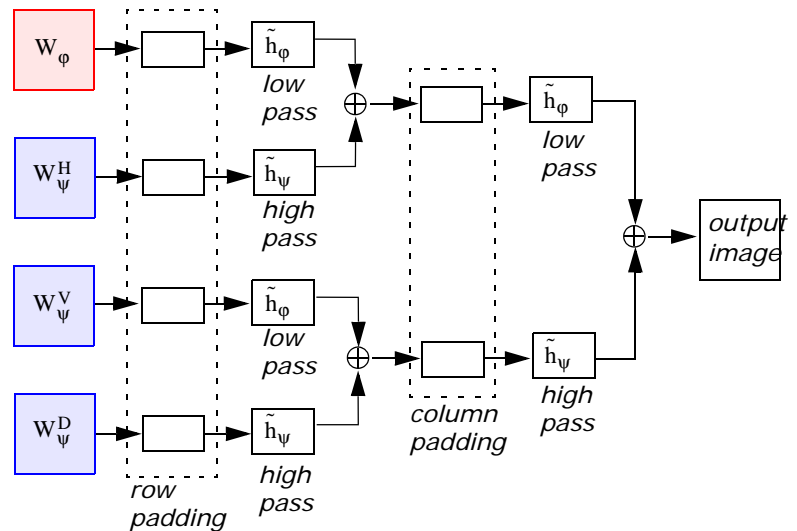 W_φ
h̃_φ
low
pass
W_ψ^H
h̃_ψ
high
pass
W_ψ^V
h̃_φ
low
pass
W_ψ^D
h̃_ψ
high
pass
row
padding
column
padding
h̃_φ
low
pass
h̃_ψ
high
pass
output
image